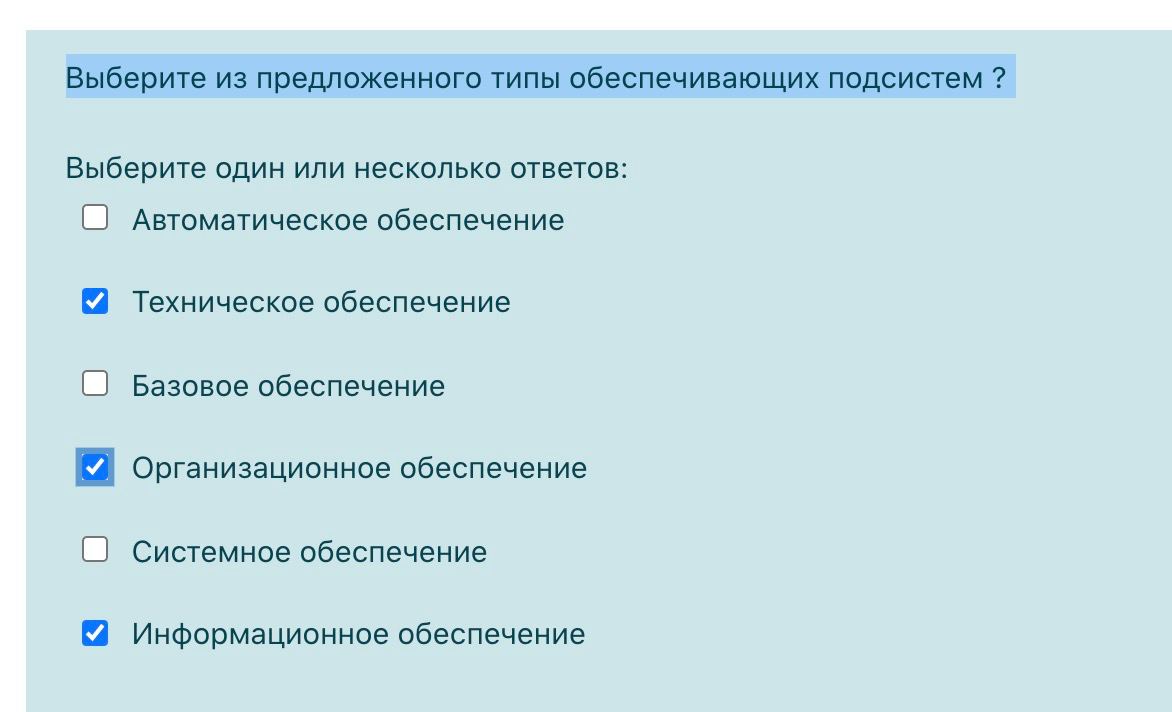 Выберите из предложенного типы обеспечивающих подсистем ?
Выберите один или несколько ответов:
Автоматическое обеспечение
Техническое обеспечение
Базовое обеспечение
Организационное обеспечение
Системное обеспечение
Информационное обеспечение